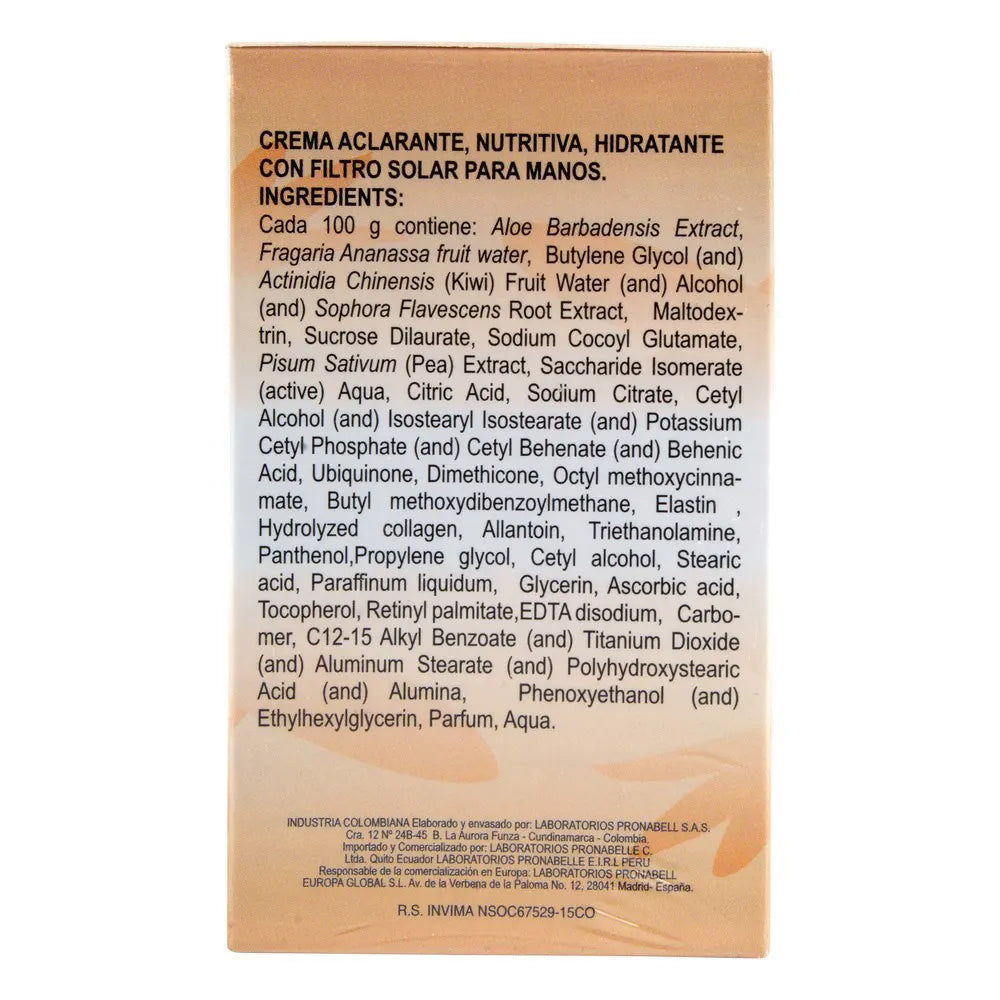 CREMA ACLARANTE, NUTRITIVA, HIDRATANTE
CON FILTRO SOLAR PARA MANOS.
INGREDIENTS:
Cada 100 g contiene: Aloe Barbadensis Extract,
Fragaria Ananassa fruit water, Butylene Glycol (and)
Actinidia Chinensis (Kiwi) Fruit Water (and) Alcohol
(and) Sophora Flavescens Root Extract, Maltodex-
trin, Sucrose Dilaurate, Sodium Cocoyl Glutamate,
Pisum Sativum (Pea) Extract, Saccharide Isomerate
(active) Aqua, Citric Acid, Sodium Citrate, Cetyl
Alcohol (and) Isostearyl Isostearate (and) Potassium
Cetyl Phosphate (and) Cetyl Behenate (and) Behenic
Acid, Ubiquinone, Dimethicone, Octyl methoxycinna-
mate, Butyl methoxydibenzoylmethane, Elastin ,
Hydrolyzed collagen, Allantoin, Triethanolamine,
Panthenol,Propylene glycol, Cetyl alcohol, Stearic
acid, Paraffinum liquidum, Glycerin, Ascorbic acid,
Tocopherol, Retinyl palmitate,EDTA disodium, Carbo-
mer, C12-15 Alkyl Benzoate (and) Titanium Dioxide
(and) Aluminum Stearate (and) Polyhydroxystearic
Acid (and) Alumina, Phenoxyethanol (and)
Ethylhexylglycerin, Parfum, Aqua.
INDUSTRIA COLOMBIANA Elaborado y envasado por: LABORATORIOS PRONABELL S.A.S.
Cra. 12 Nº 24B-45 B. La Aurora Funza - Cundinamarca - Colombia.
Importado y Comercializado por: LABORATORIOS PRONABELLE C.
Ltda. Quito Ecuador LABORATORIOS PRONABELLE E.I.R.L PERU
Responsable de la comercialización en Europa: LABORATORIOS PRONABELL
EUROPA GLOBAL S.L. Av. de la Verbena de la Paloma No. 12, 28041 Madrid- España.
R.S. INVIMA NSOC67529-15CO